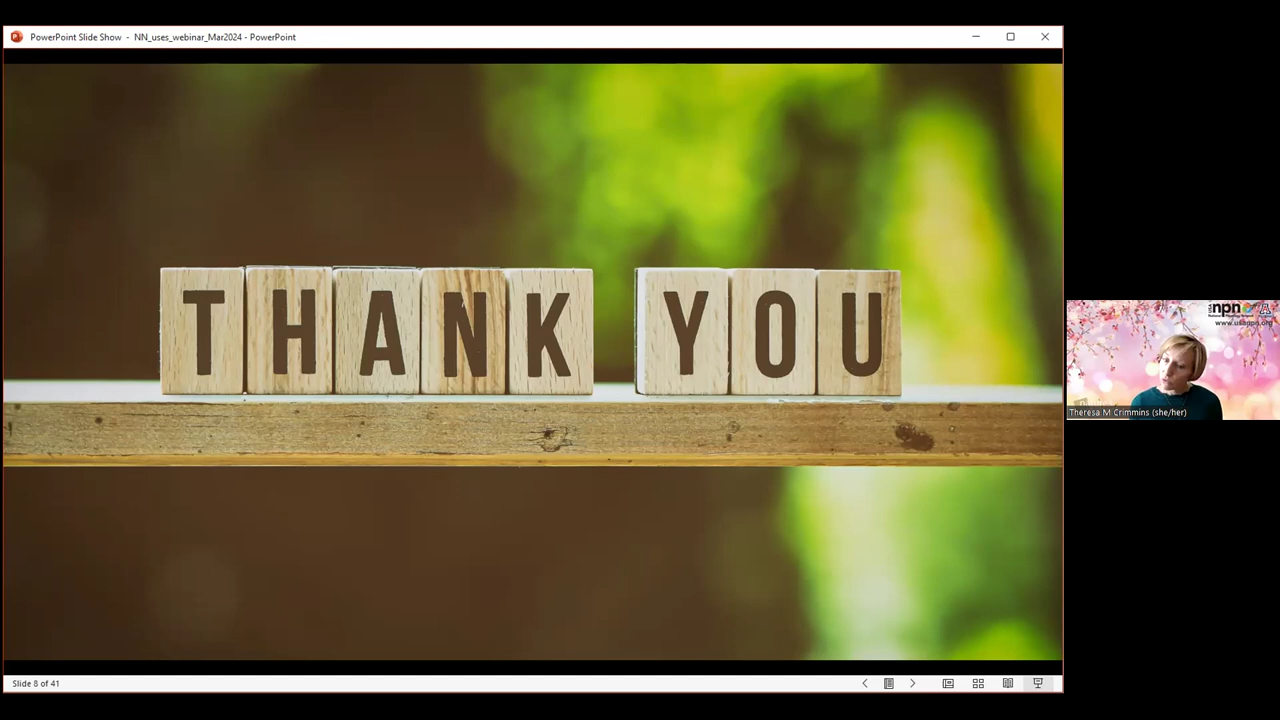 PowerPoint Slide Show - NN_uses_webinar_Mar2024 - PowerPoint
THANK YOU
npn
www.usanpn.org
Theresa M Crimmins (she/her)
Slide 8 of 41